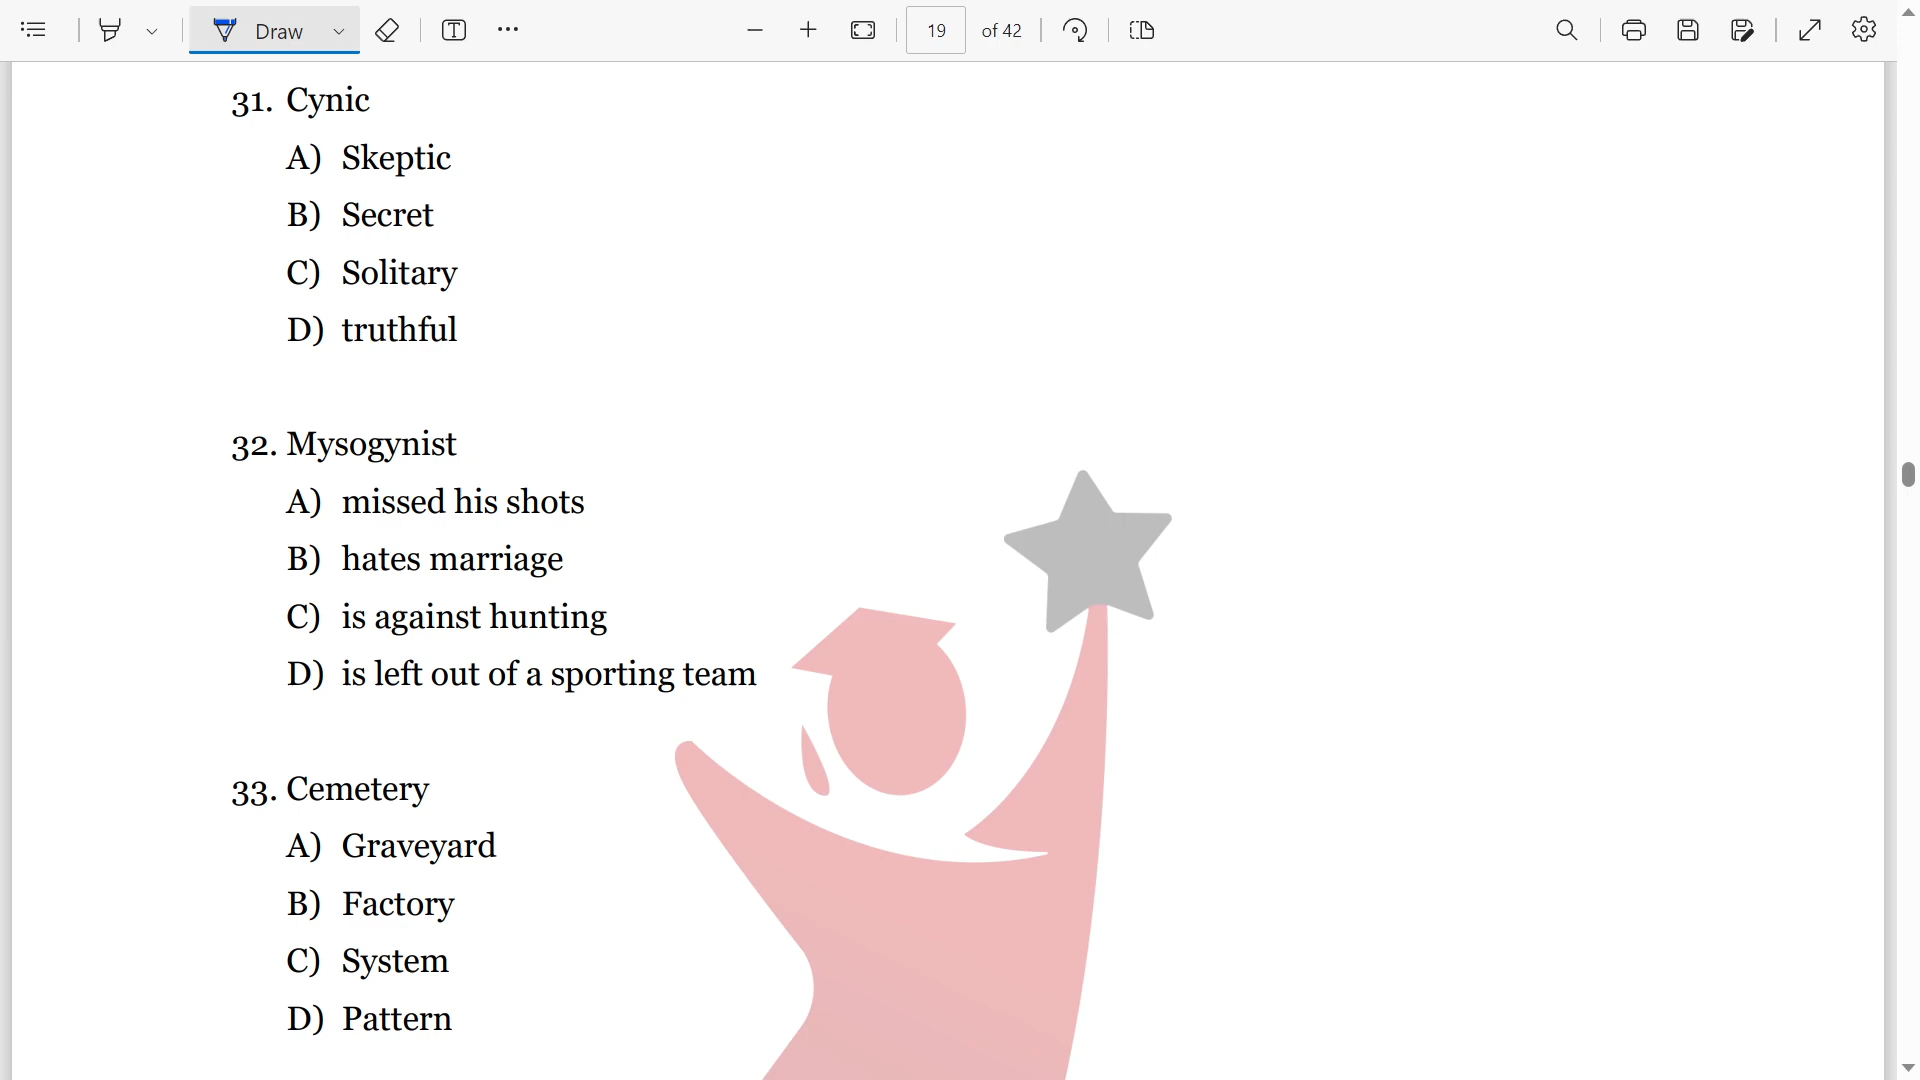 Draw
19 of 42
31. Cynic
A) Skeptic
B) Secret
C) Solitary
D) truthful
32. Mysogynist
A) missed his shots
B) hates marriage
C) is against hunting
D) is left out of a sporting team
33. Cemetery
A) Graveyard
B) Factory
C) System
D) Pattern